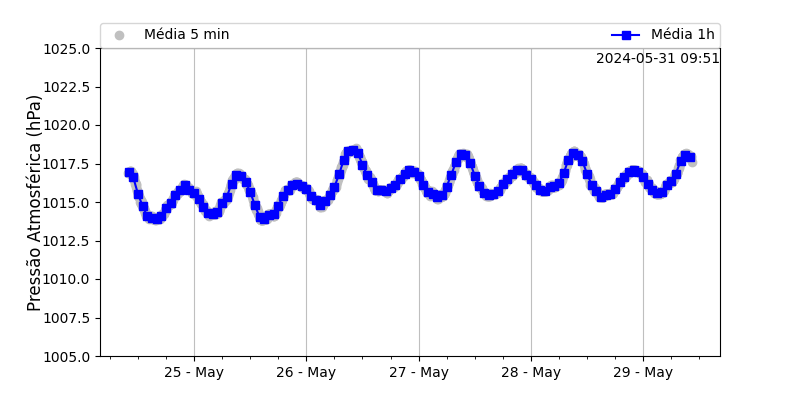 Média 5 min
Média 1h
2024-05-31 09:51
Pressão Atmosférica (hPa)
1025.0
1022.5
1020.0
1017.5
1015.0
1012.5
1010.0
1007.5
1005.0
25 - May
26 - May
27 - May
28 - May
29 - May